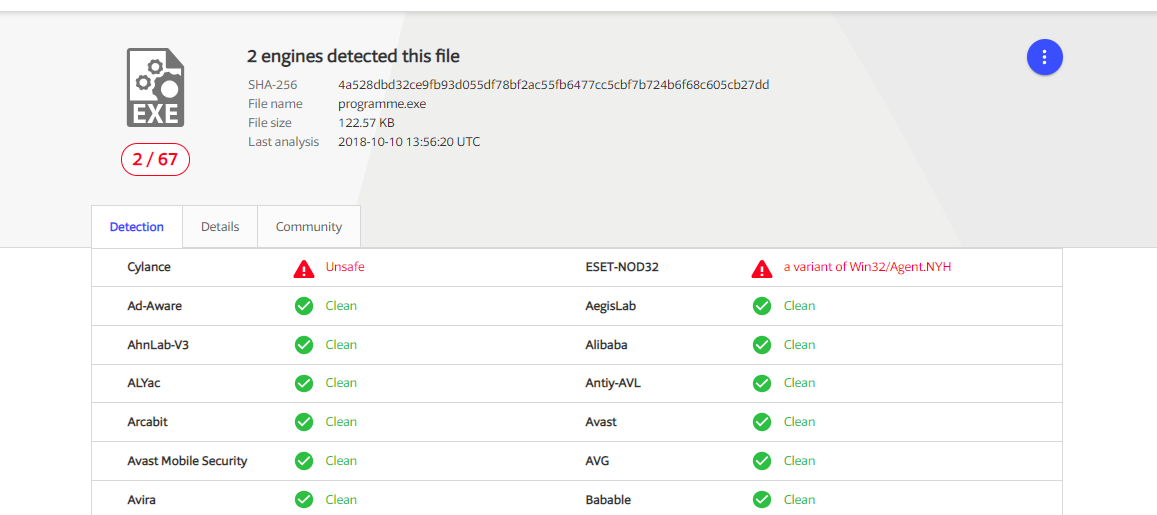 2 engines detected this file
SHA-256 4a528dbd32ce9fb93d055df78bf2ac55fb6477cc5cbf7b724b6f68c605cb27dd
File name programme.exe
File size 122.57 KB
Last analysis 2018-10-10 13:56:20 UTC
EXE
2 / 67
Detection Details Community
Cylance Unsafe ESET-NOD32 a variant of Win32/Agent.NYH
Ad-Aware Clean AegisLab Clean
AhnLab-V3 Clean Alibaba Clean
ALYac Clean Antiy-AVL Clean
Arcabit Clean Avast Clean
Avast Mobile Security Clean AVG Clean
Avira Clean Babable Clean